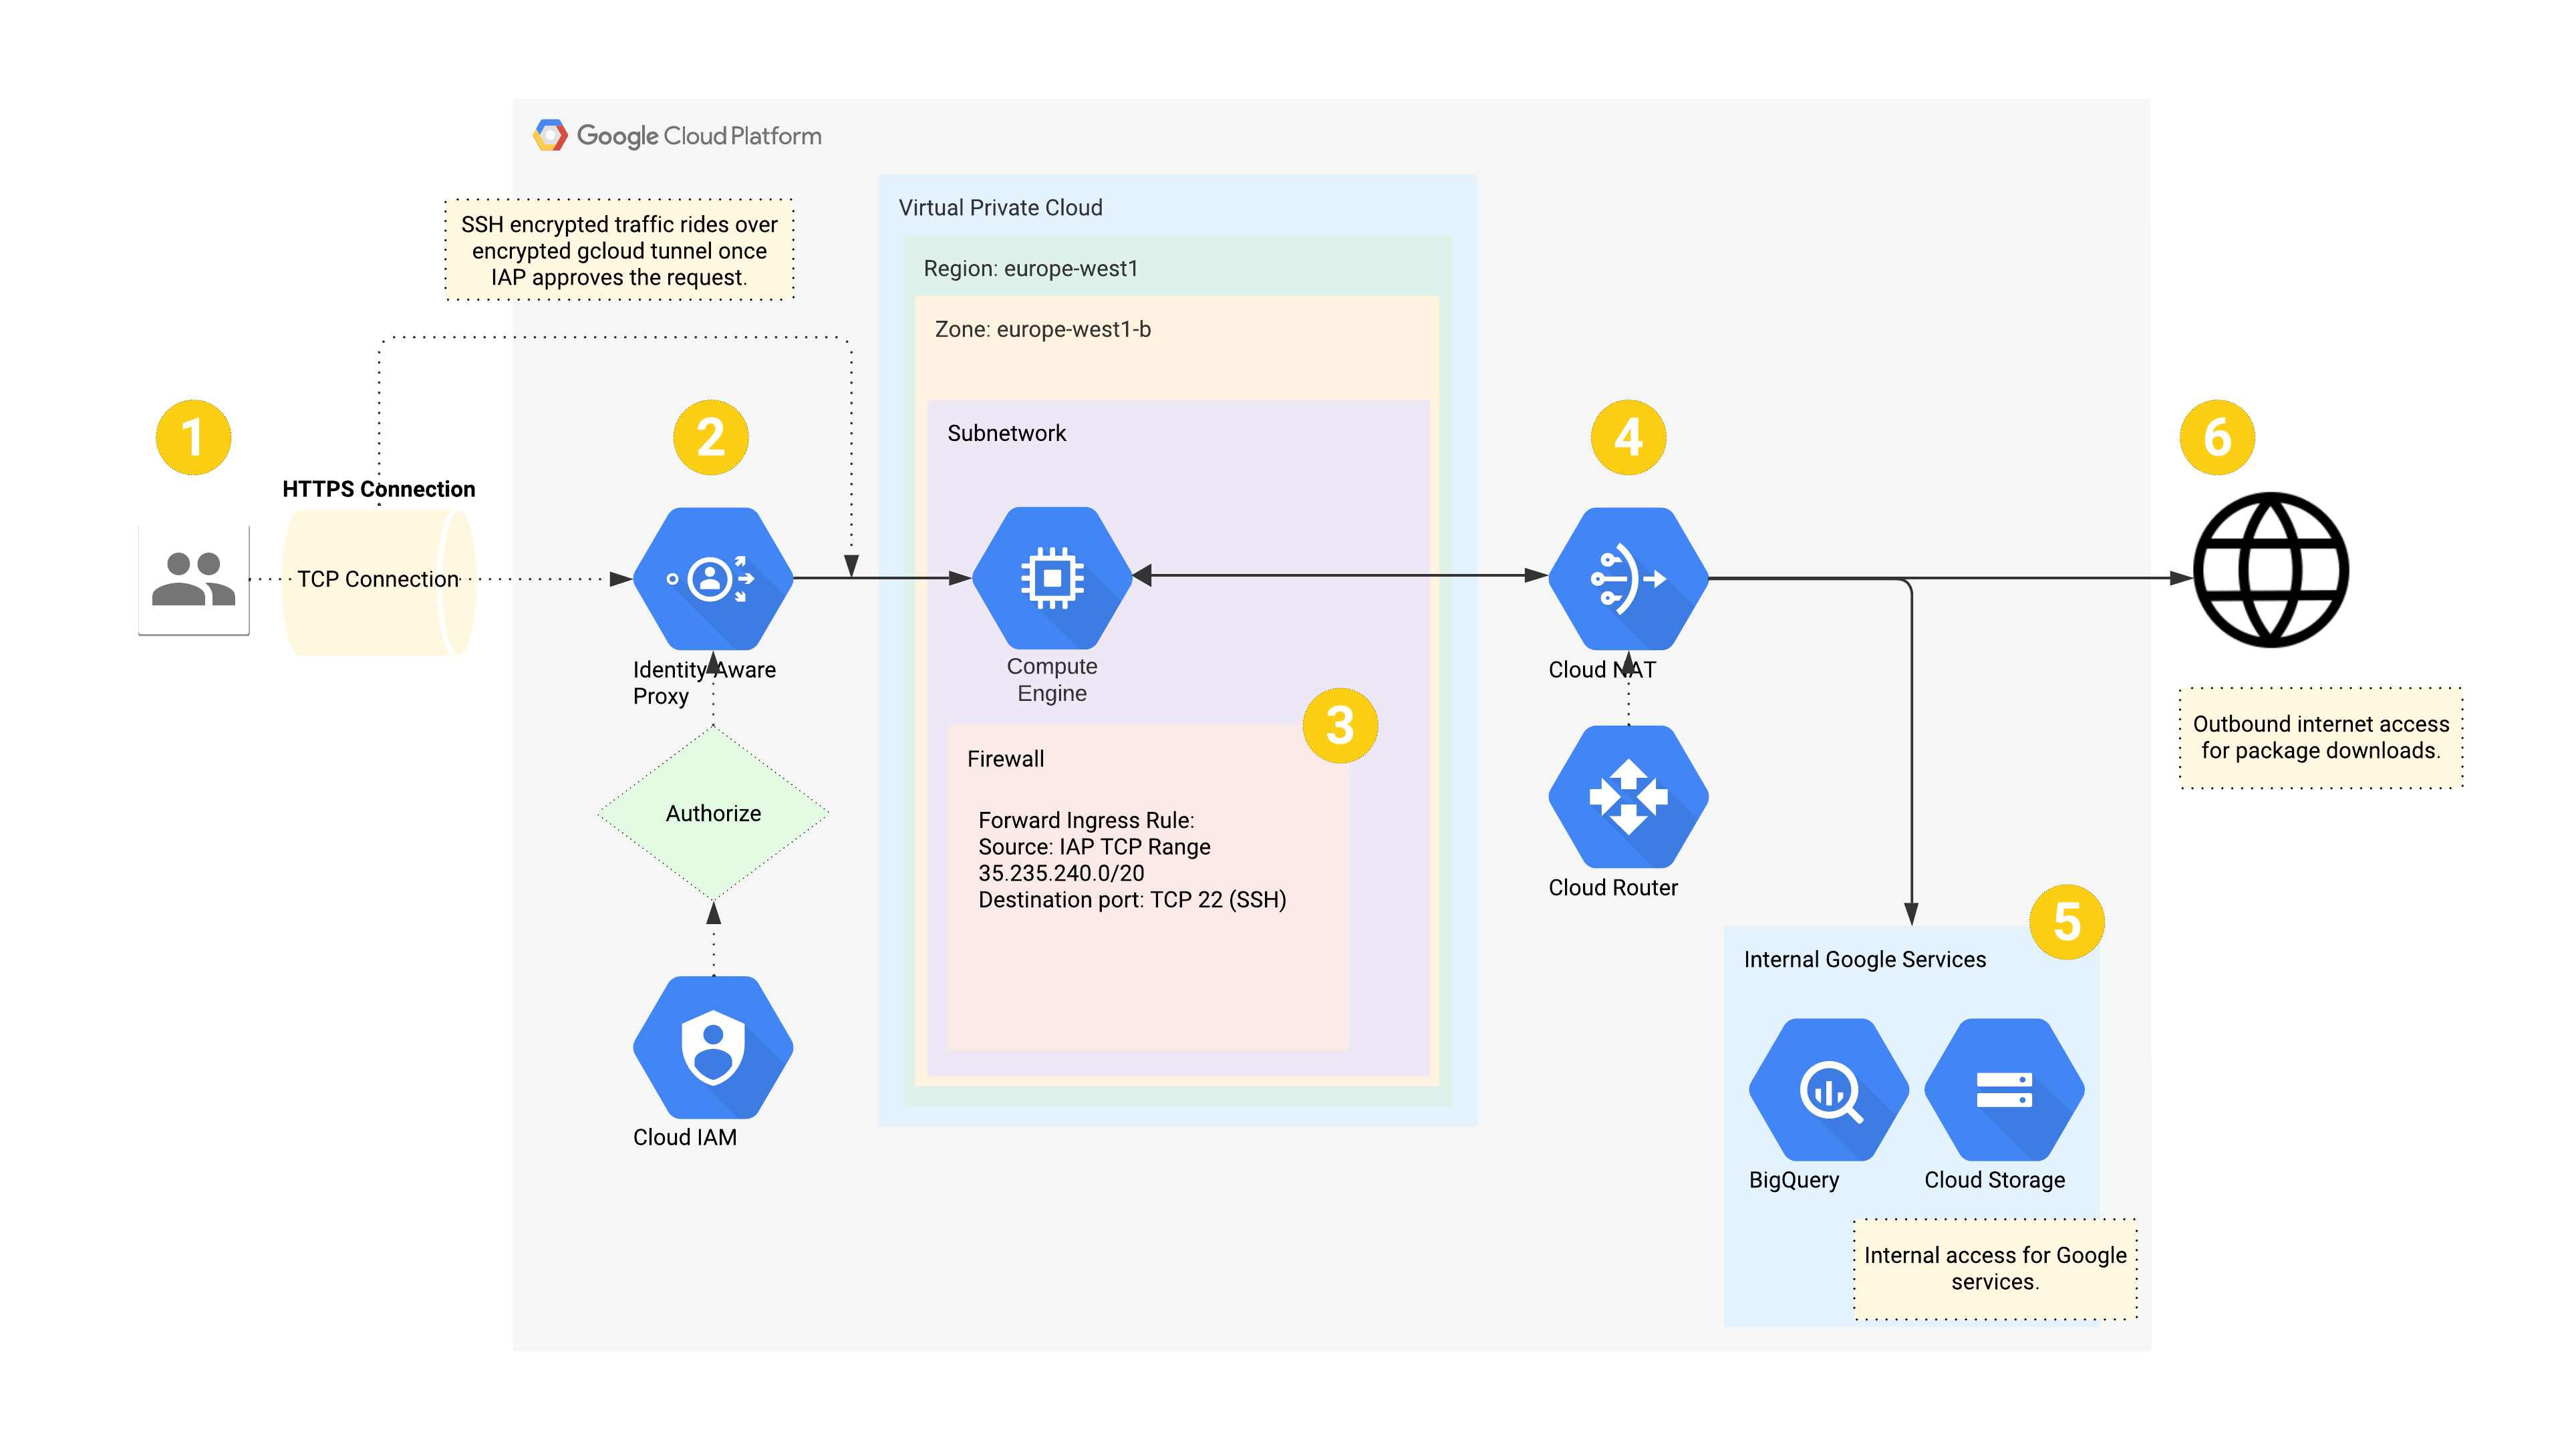 Google Cloud Platform
SSH encrypted traffic rides over
encrypted gcloud tunnel once
IAP approves the request.
Virtual Private Cloud
Region: europe-west1
Zone: europe-west1-b
Subnetwork
1
2
4
6
HTTPS Connection
TCP Connection
Identity-Aware
Proxy
Compute
Engine
Cloud NAT
3
Outbound internet access
for package downloads.
Firewall
Forward Ingress Rule:
Source: IAP TCP Range
35.235.240.0/20
Destination port: TCP 22 (SSH)
Authorize
Cloud Router
5
Internal Google Services
Cloud IAM
BigQuery
Cloud Storage
Internal access for Google
services.